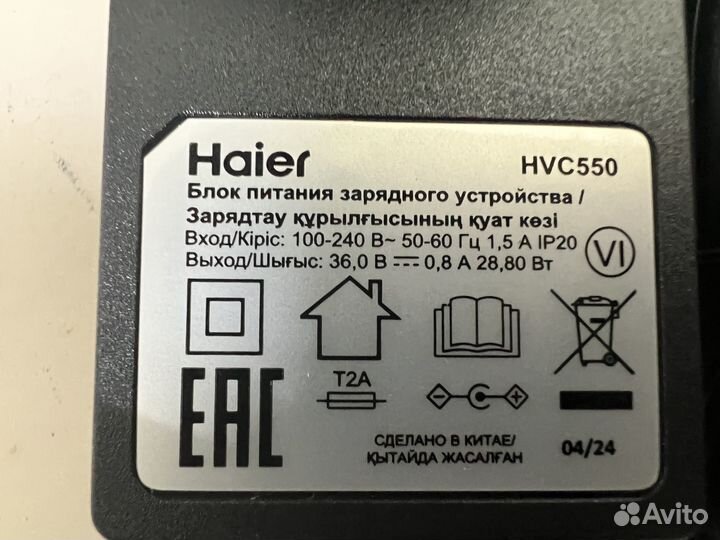 Haier
HVC550
Блок питания зарядного устройства /
Зарядтау құрылғысының қуат көзі
Вход/Кіріс: 100-240 В~ 50-60 Гц 1,5 А IP20
Выход/Шығыс: 36,0 В ⎓ 0,8 А 28,80 Вт
VI
T2A
EAC
СДЕЛАНО В КИТАЕ/
ҚЫТАЙДА ЖАСАЛҒАН
04/24
Avito